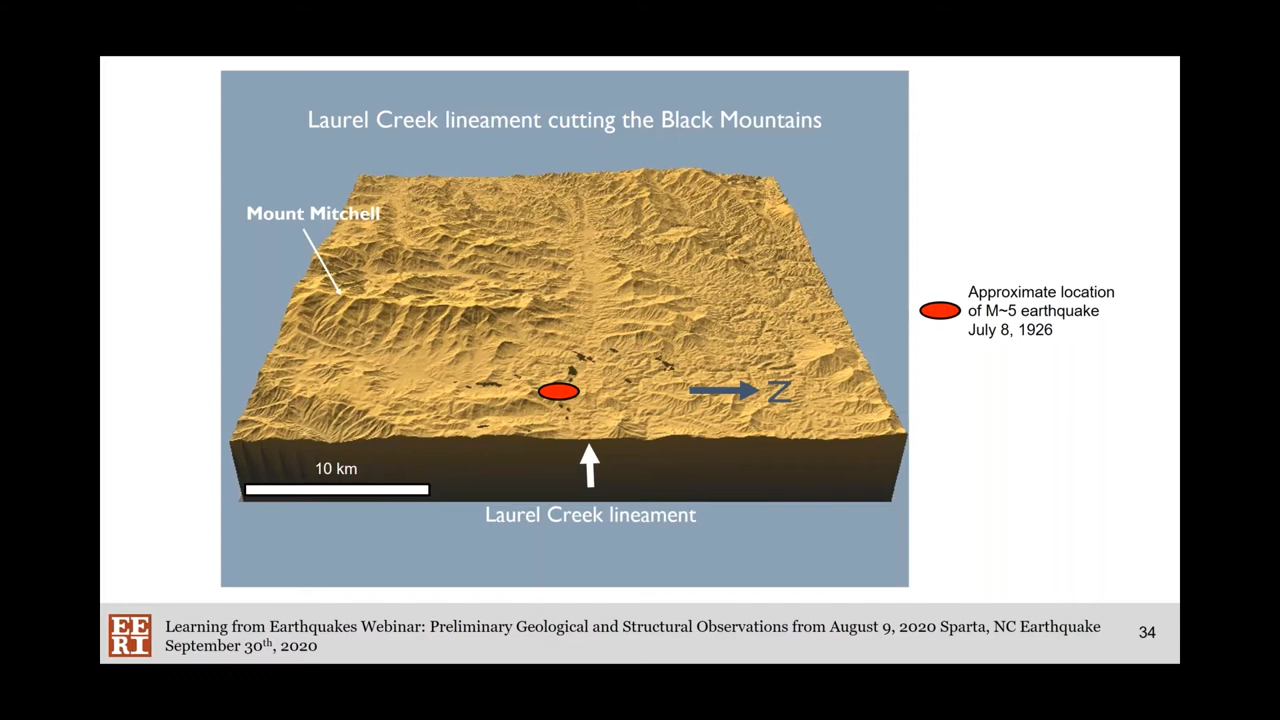 Laurel Creek lineament cutting the Black Mountains
Mount Mitchell
Approximate location
of M~5 earthquake
July 8, 1926
N
10 km
Laurel Creek lineament
EE
RI
Learning from Earthquakes Webinar: Preliminary Geological and Structural Observations from August 9, 2020 Sparta, NC Earthquake
September 30th, 2020
34